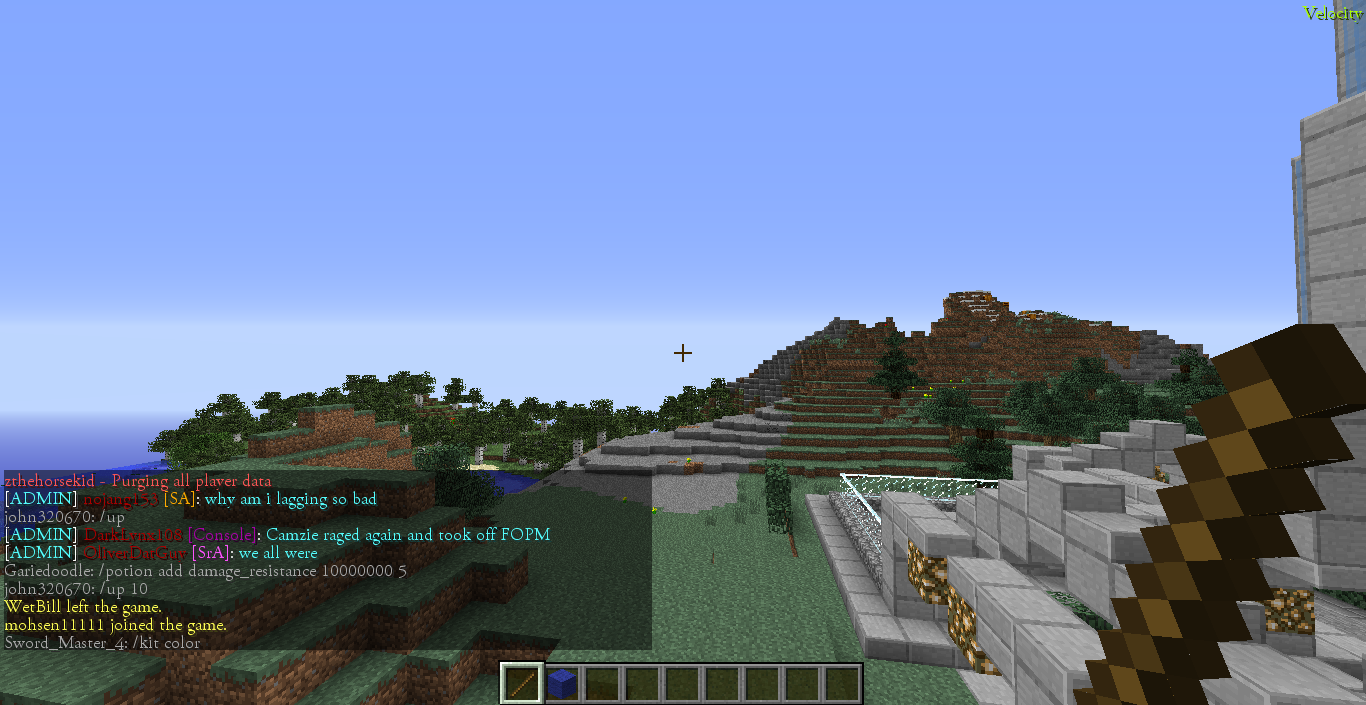 Velocity
zthehorsekid - Purging all player data
[ADMIN] nojang153 [SA]: why am i lagging so bad
john320670: /up
[ADMIN] DarkLynx108 [Console]: Camzie raged again and took off FOPM
[ADMIN] OliverDatGuy [SrA]: we all were
Gariedoodle: /potion add damage_resistance 10000000 5
john320670: /up 10
WetBill left the game.
mohsen11111 joined the game.
Sword_Master_4: /kit color